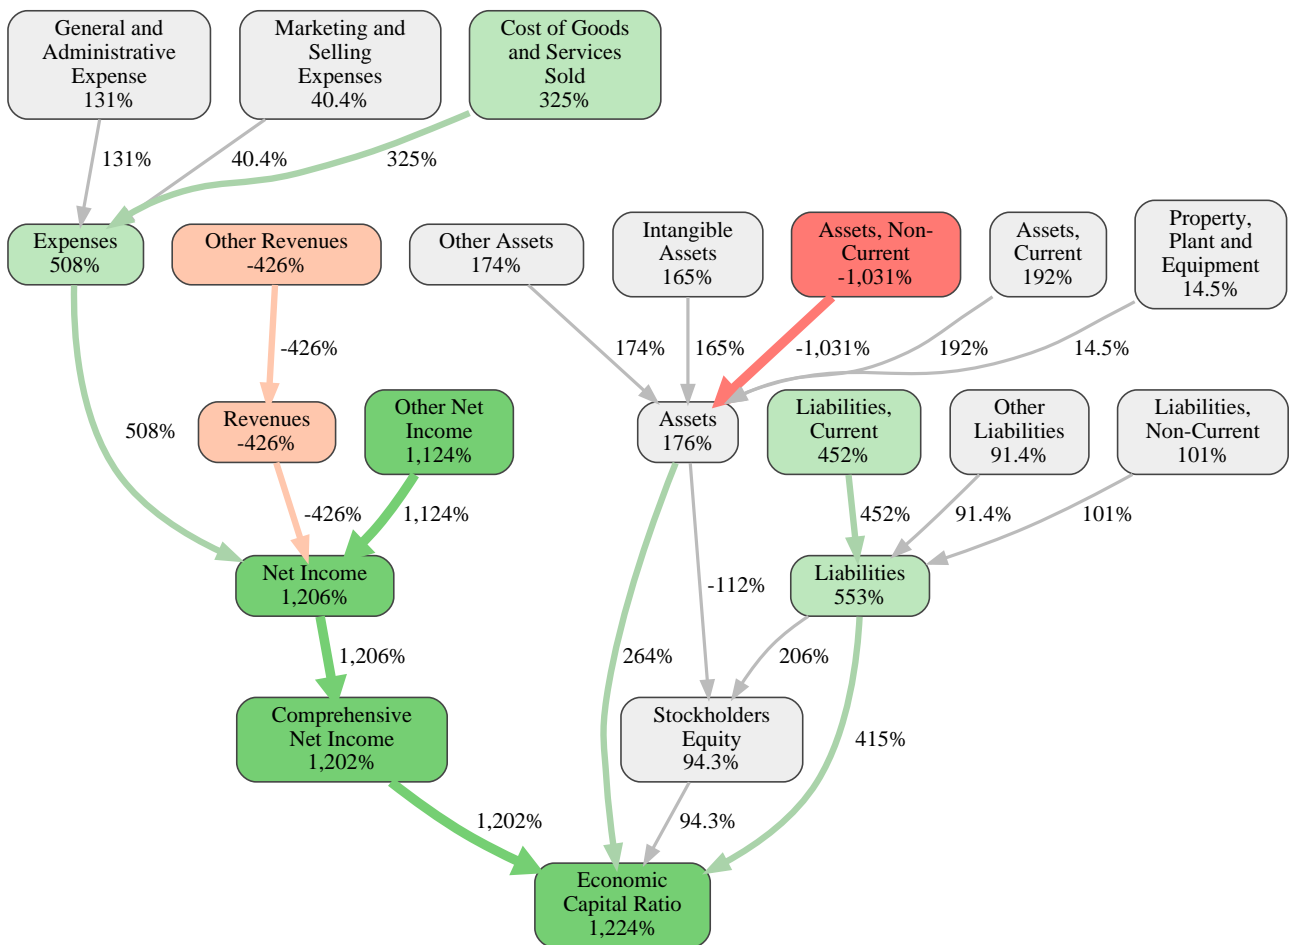 General and
Administrative
Expense
131%
Marketing and
Selling
Expenses
40.4%
Cost of Goods
and Services
Sold
325%
131%
40.4%
325%
Expenses
508%
Other Revenues
-426%
Other Assets
174%
Intangible
Assets
165%
Assets, Non-
Current
-1,031%
Assets,
Current
192%
Property,
Plant and
Equipment
14.5%
-426%
174%
165%
-1,031%
192%
14.5%
508%
Revenues
-426%
Other Net
Income
1,124%
Assets
176%
Liabilities,
Current
452%
Other
Liabilities
91.4%
Liabilities,
Non-Current
101%
-426%
1,124%
452%
91.4%
101%
Net Income
1,206%
-112%
Liabilities
553%
1,206%
264%
206%
Comprehensive
Net Income
1,202%
Stockholders
Equity
94.3%
415%
1,202%
94.3%
Economic
Capital Ratio
1,224%